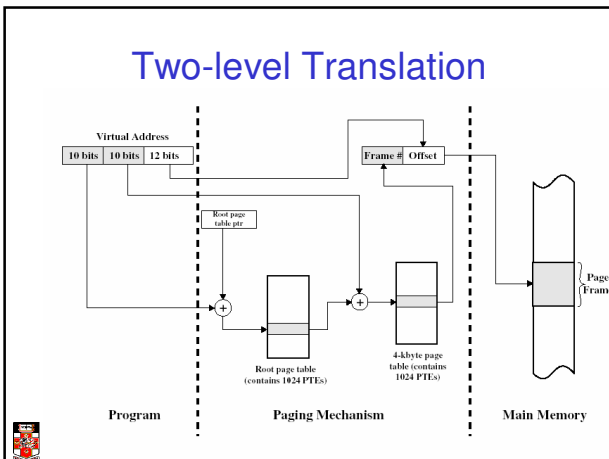 Two-level Translation
Virtual Address
10 bits 10 bits 12 bits
Frame # Offset
Root page
table ptr
+
+
Page
Frame
Root page table
(contains 1024 PTEs)
4-kbyte page
table (contains
1024 PTEs)
Program
Paging Mechanism
Main Memory